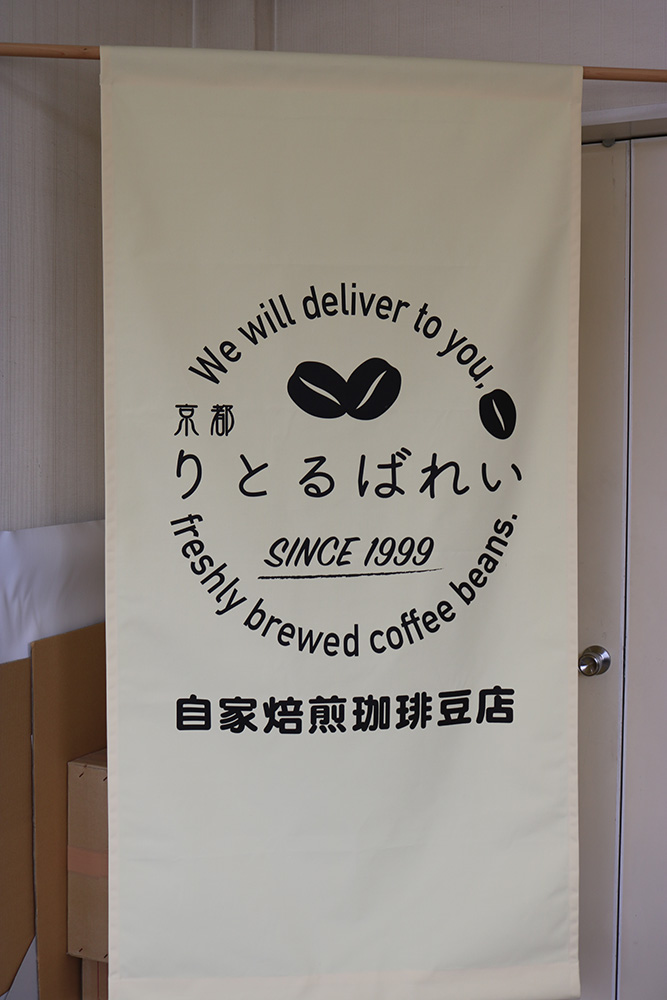 We will deliver to you,
京都
りとるばれい
SINCE 1999
freshly brewed coffee beans.
自家焙煎珈琲豆店